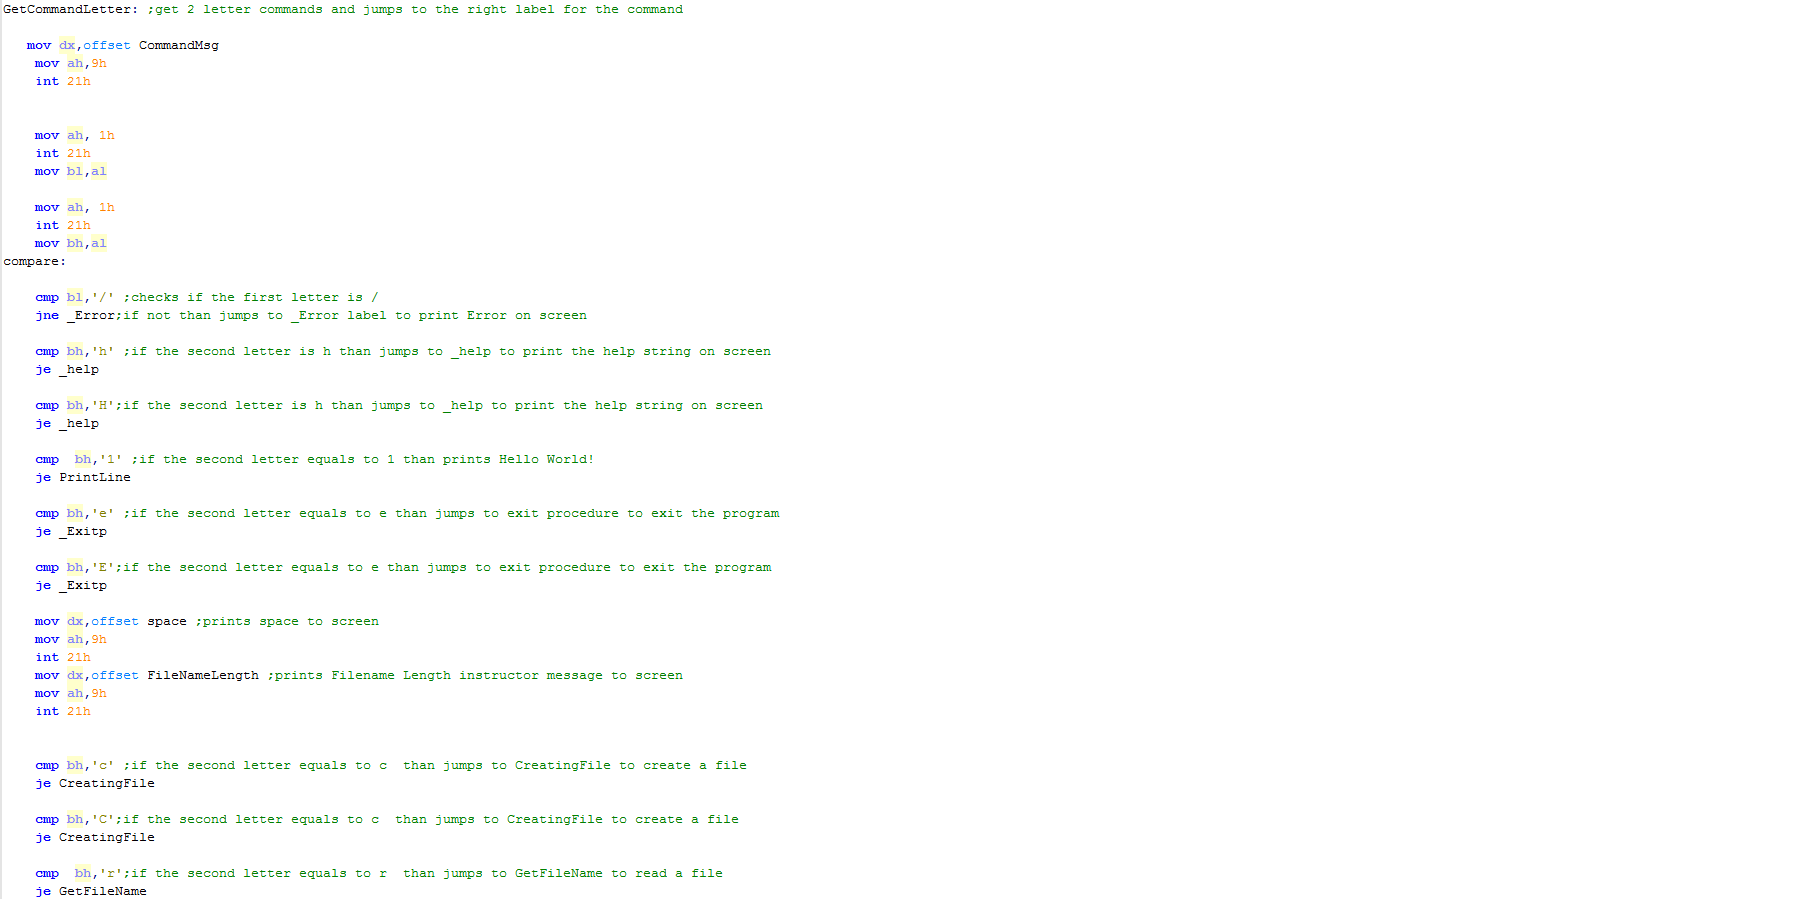 GetCommandLetter: ;get 2 letter commands and jumps to the right label for the command
mov dx,offset CommandMsg
mov ah,9h
int 21h
mov ah, 1h
int 21h
mov bl,al
mov ah, 1h
int 21h
mov bh,al
compare:
cmp bl,'/' ;checks if the first letter is /
jne _Error;if not than jumps to _Error label to print Error on screen
cmp bh,'h' ;if the second letter is h than jumps to _help to print the help string on screen
je _help
cmp bh,'H';if the second letter is h than jumps to _help to print the help string on screen
je _help
cmp  bh,'1' ;if the second letter equals to 1 than prints Hello World!
je PrintLine
cmp bh,'e' ;if the second letter equals to e than jumps to exit procedure to exit the program
je _Exitp
cmp bh,'E';if the second letter equals to e than jumps to exit procedure to exit the program
je _Exitp
mov dx,offset space ;prints space to screen
mov ah,9h
int 21h
mov dx,offset FileNameLength ;prints Filename Length instructor message to screen
mov ah,9h
int 21h
cmp bh,'c' ;if the second letter equals to c  than jumps to CreatingFile to create a file
je CreatingFile
cmp bh,'C';if the second letter equals to c  than jumps to CreatingFile to create a file
je CreatingFile
cmp  bh,'r';if the second letter equals to r  than jumps to GetFileName to read a file
je GetFileName